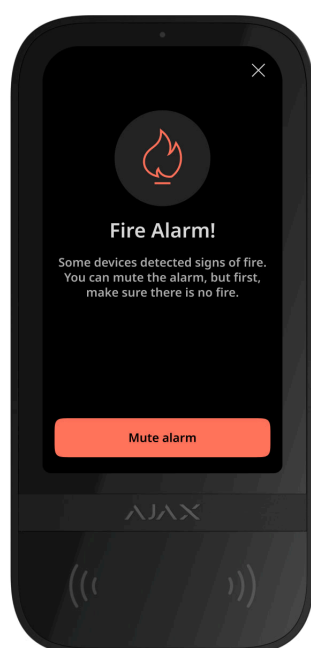 Fire Alarm!
Some devices detected signs of fire.
You can mute the alarm, but first,
make sure there is no fire.
Mute alarm
AJAX